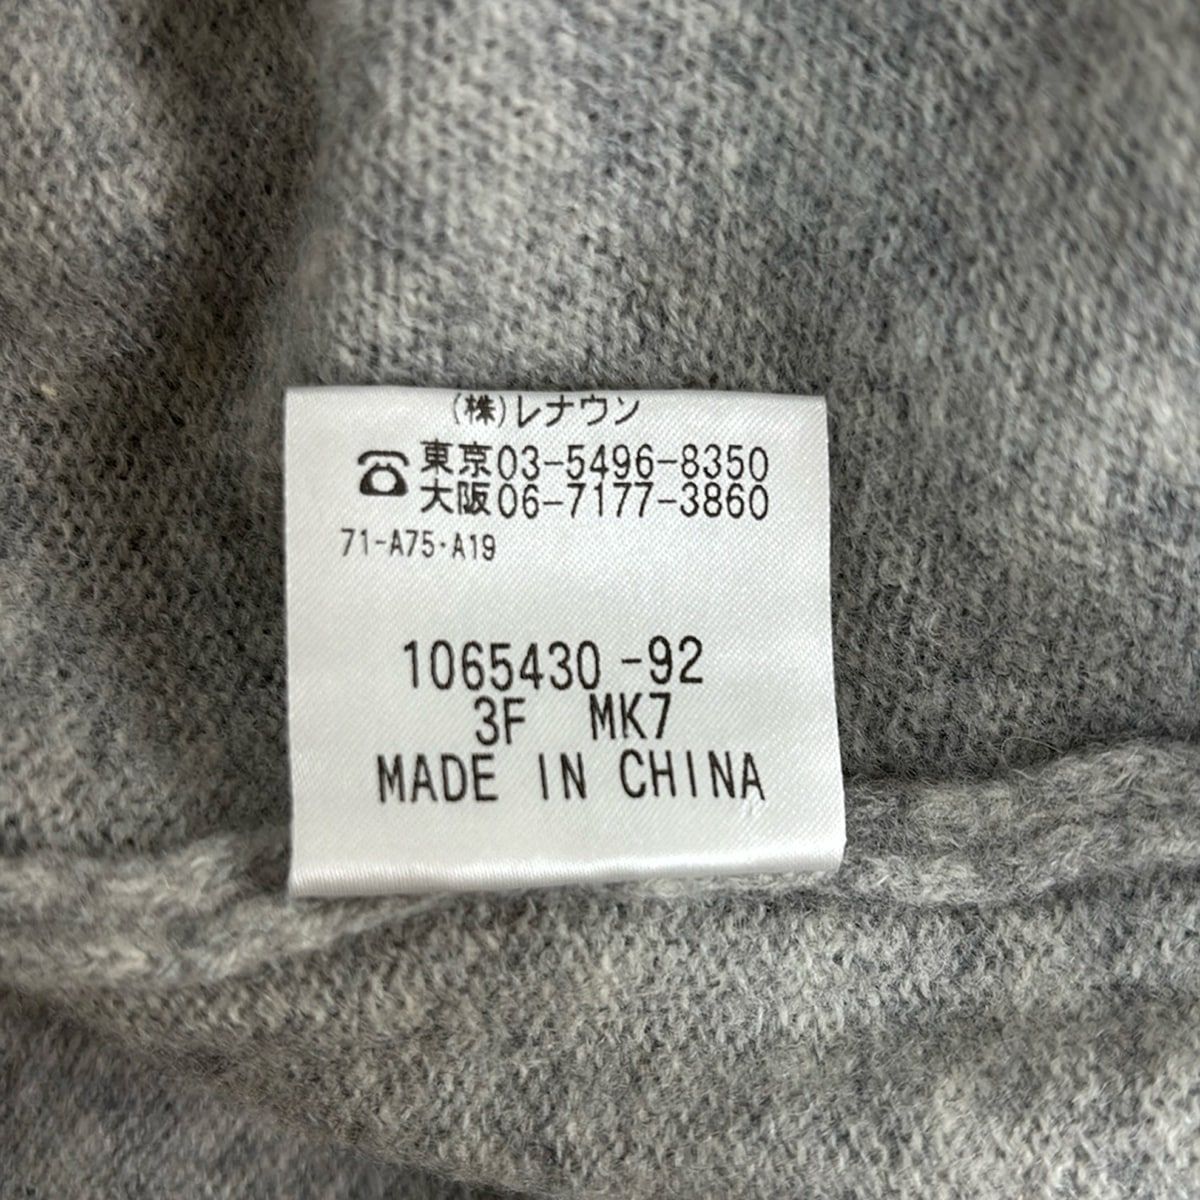 (株)レナウン
☎東京03-5496-8350
大阪06-7177-3860
71-A75・A19
1065430 -92
3F MK7
MADE IN CHINA